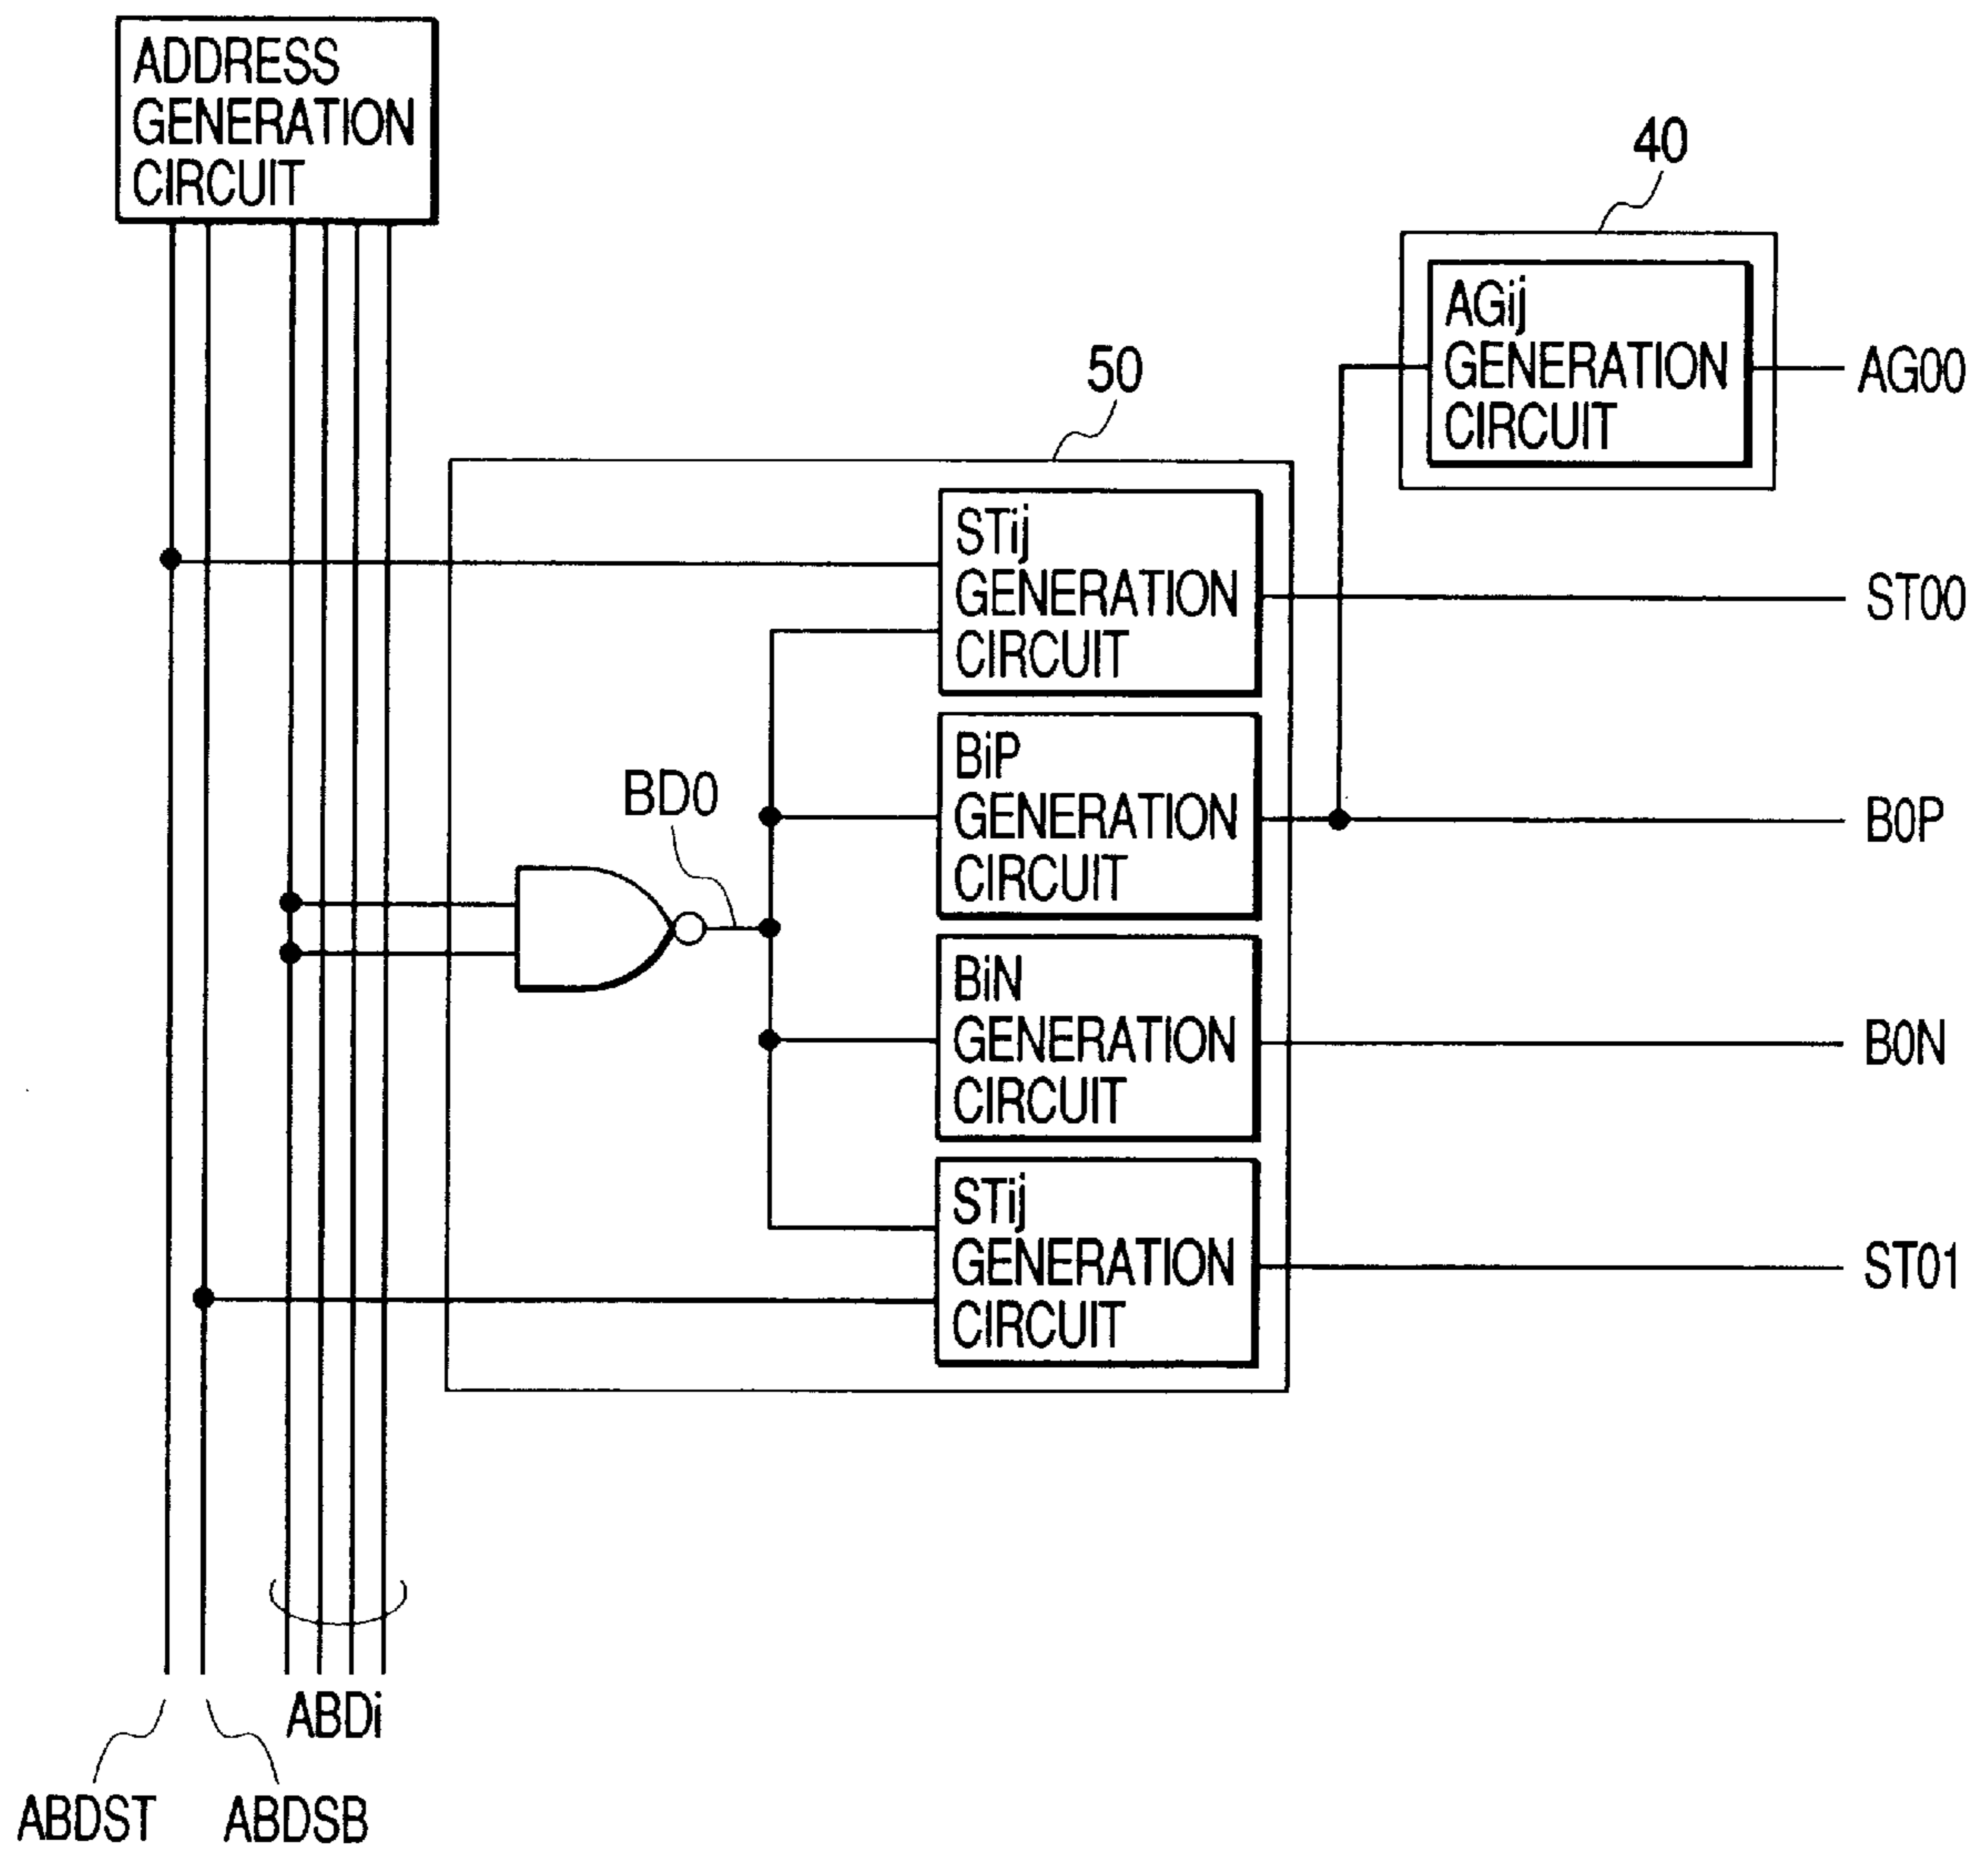 ADDRESS
GENERATION
CIRCUIT
40
AGij
GENERATION
CIRCUIT
AG00
50
STij
GENERATION
CIRCUIT
ST00
BiP
GENERATION
CIRCUIT
B0P
BD0
BiN
GENERATION
CIRCUIT
B0N
STij
GENERATION
CIRCUIT
ST01
ABDi
ABDST
ABDSB